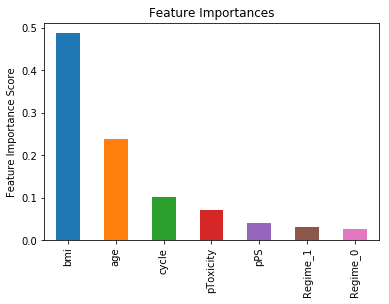 Feature Importances
Feature Importance Score
0.5
0.4
0.3
0.2
0.1
0.0
bmi
age
cycle
pToxicity
pPS
Regime_1
Regime_0